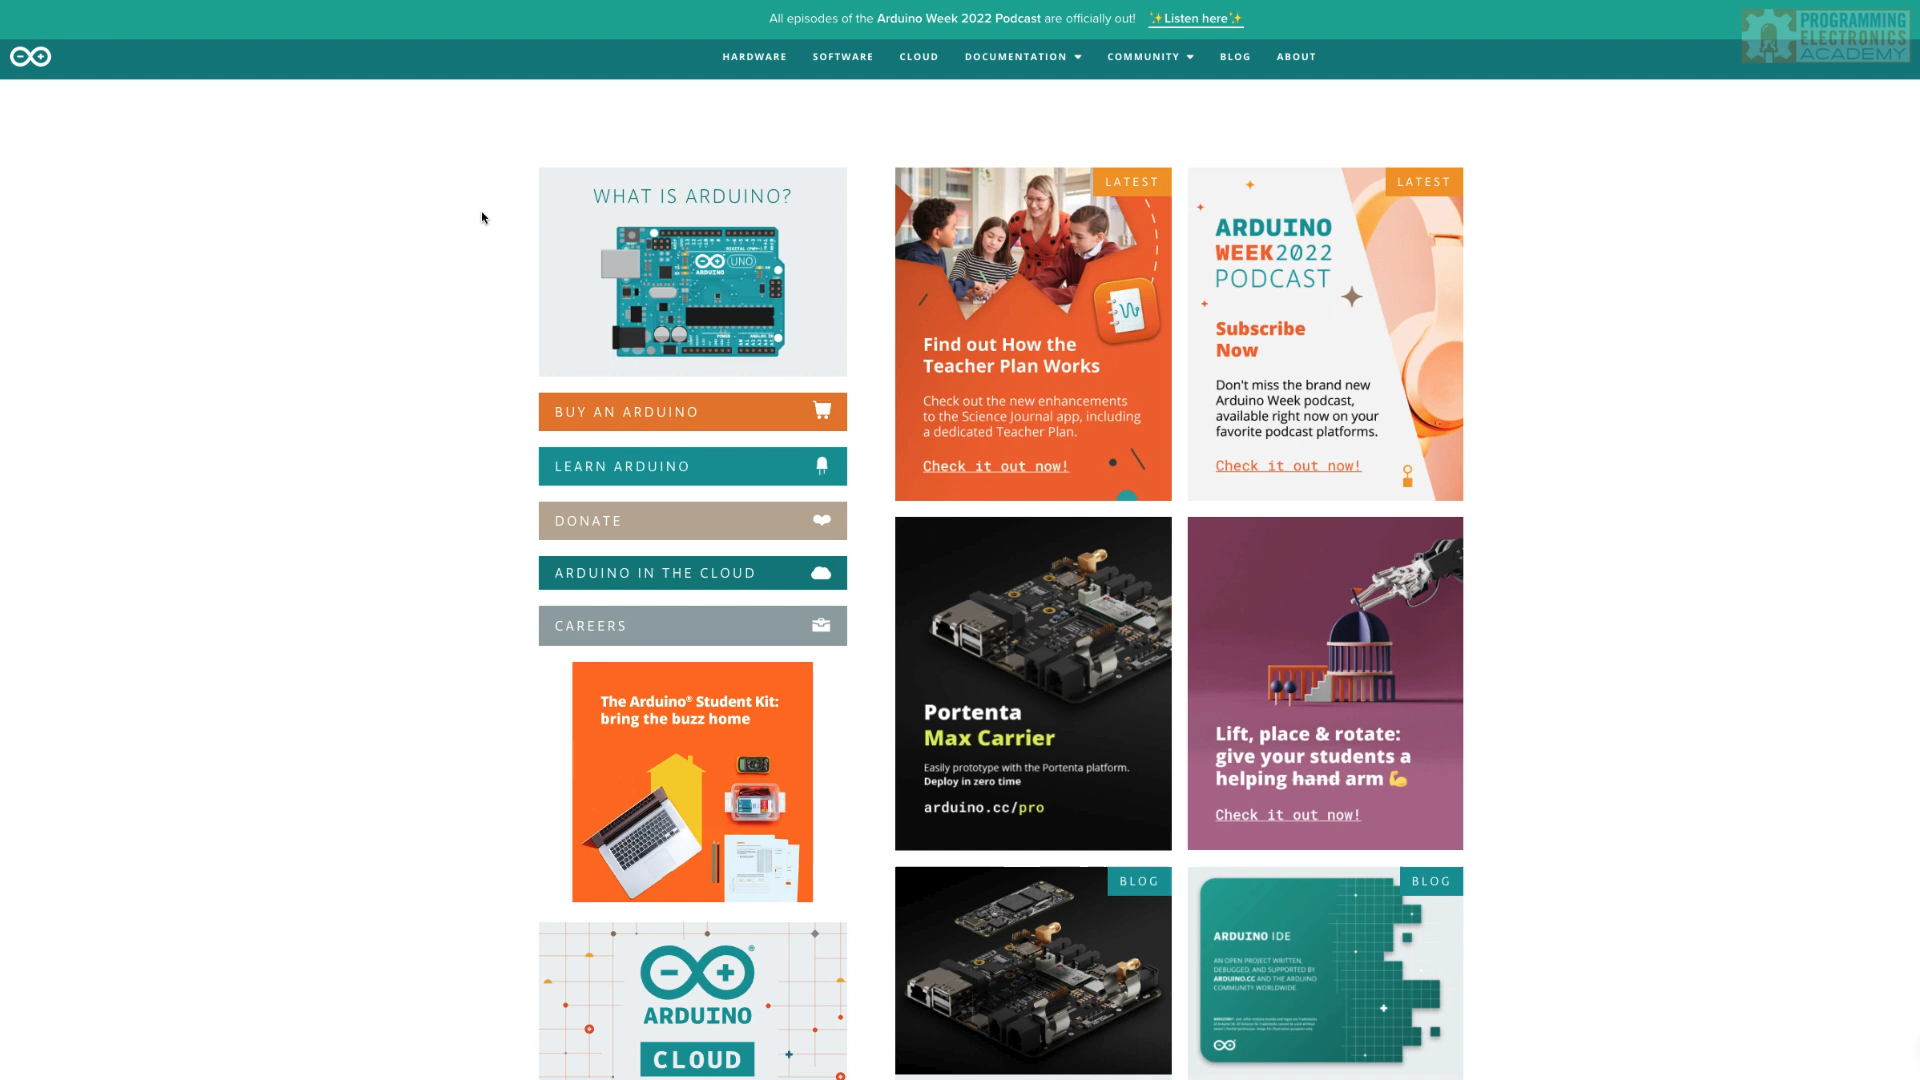 All episodes of the Arduino Week 2022 Podcast are officially out! ✨Listen here✨
PROGRAMMING
ELECTRONICS
ACADEMY
HARDWARE SOFTWARE CLOUD DOCUMENTATION COMMUNITY BLOG ABOUT
WHAT IS ARDUINO?
ARDUINO
UNO
BUY AN ARDUINO
LEARN ARDUINO
DONATE
ARDUINO IN THE CLOUD
CAREERS
The Arduino® Student Kit:
bring the buzz home
ARDUINO
CLOUD
LATEST
Find out How the
Teacher Plan Works
Check out the new enhancements
to the Science Journal app, including
a dedicated Teacher Plan.
Check it out now!
LATEST
ARDUINO
WEEK2022
PODCAST
Subscribe
Now
Don't miss the brand new
Arduino Week podcast,
available right now on your
favorite podcast platforms.
Check it out now!
Portenta
Max Carrier
Easily prototype with the Portenta platform.
Deploy in zero time
arduino.cc/pro
Lift, place & rotate:
give your students a
helping hand arm 💪
Check it out now!
BLOG
BLOG
ARDUINO IDE
AN OPEN PROJECT WRITTEN,
DEBUGGED, AND SUPPORTED BY
ARDUINO.CC AND THE ARDUINO
COMMUNITY WORLDWIDE.